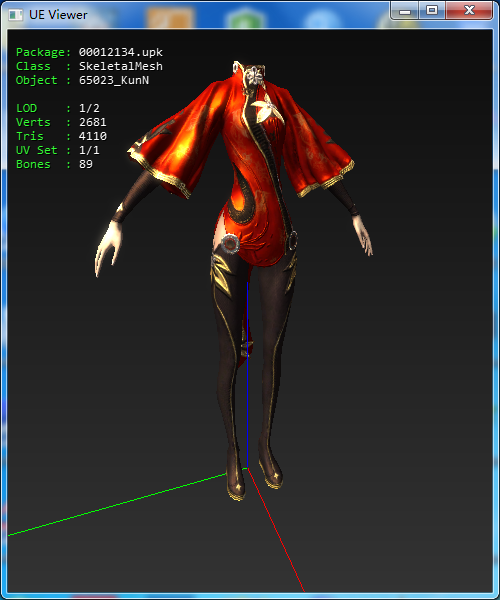 UE Viewer
Package: 00012134.upk
Class : SkeletalMesh
Object : 65023_KunN
LOD : 1/2
Verts : 2681
Tris : 4110
UV Set : 1/1
Bones : 89